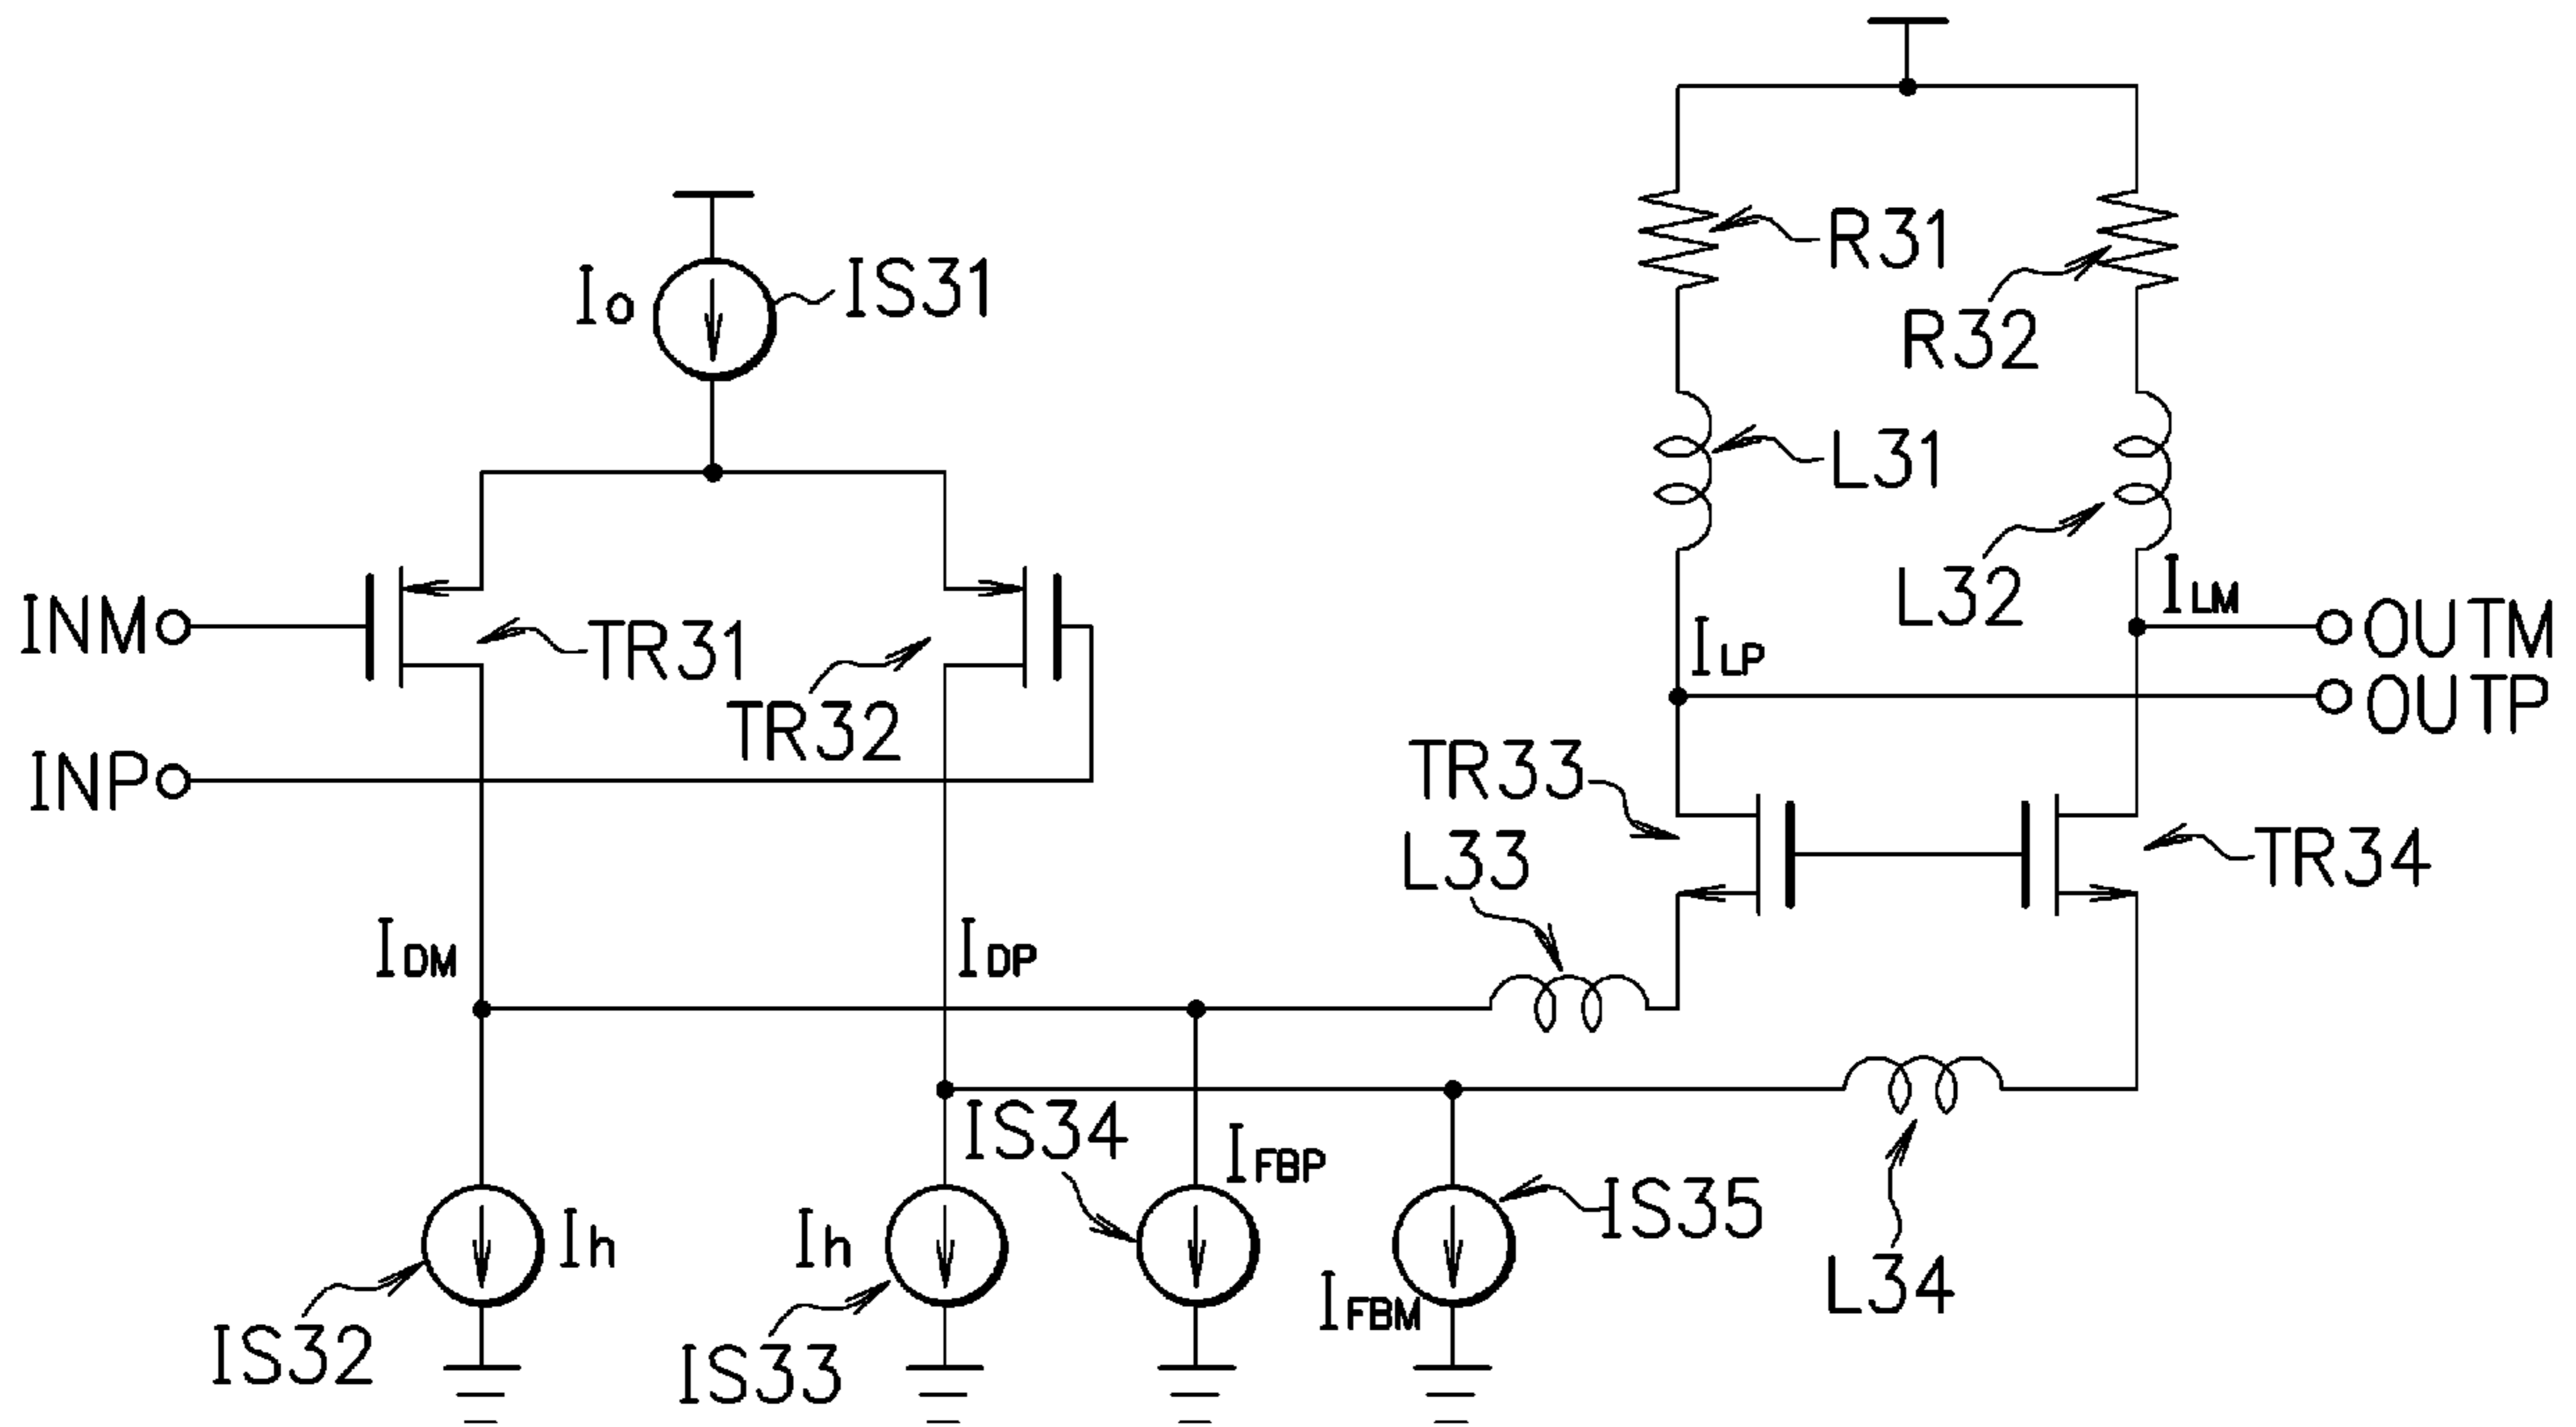 Io
IS31
R31
R32
L31
L32
INM
TR31
TR32
INP
ILP
ILM
OUTM
OUTP
TR33
TR34
L33
IDM
IDP
IS34
IFBP
IS35
Ih
Ih
IFBM
L34
IS32
IS33